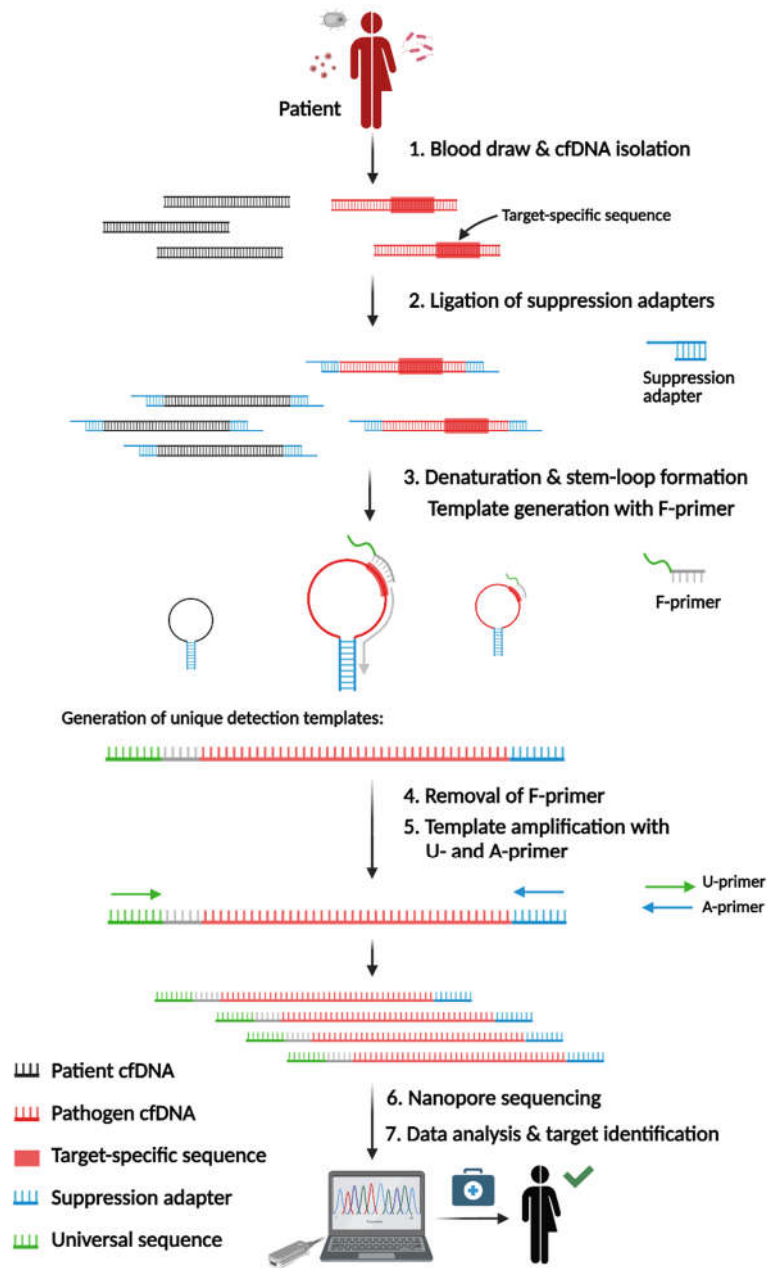 Patient
1. Blood draw & cfDNA isolation
Target-specific sequence
2. Ligation of suppression adapters
Suppression
adapter
3. Denaturation & stem-loop formation
Template generation with F-primer
F-primer
Generation of unique detection templates:
4. Removal of F-primer
5. Template amplification with
U- and A-primer
U-primer
A-primer
Patient cfDNA
Pathogen cfDNA
Target-specific sequence
Suppression adapter
Universal sequence
6. Nanopore sequencing
7. Data analysis & target identification